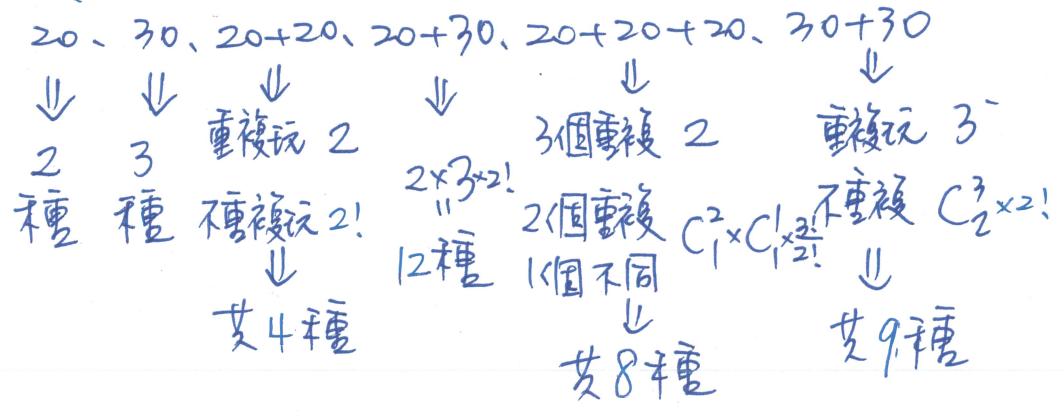 20、30、20+20、20+30、20+20+20、30+30
⇓ ⇓ ⇓ ⇓ ⇓ ⇓
2種
3種
重複玩 2
不重複玩 2!
⇓
共4種
2×3×2!
=
12種
3個重複 2
2個重複
1個不同
C²₁×C¹₁×3!/2!
⇓
共8種
重複玩 3
不重複 C³₂×2!
⇓
共9種